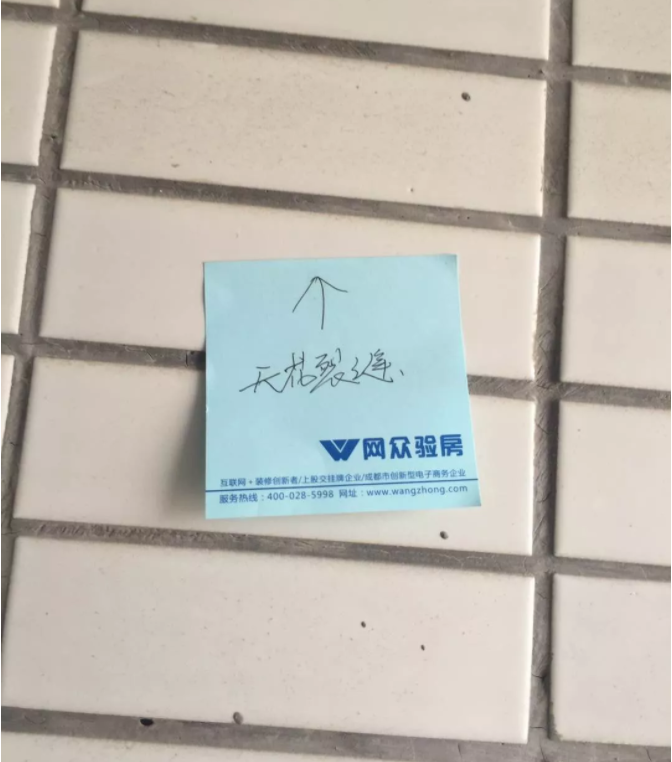 ↑
天棚裂缝、
网众验房
互联网+装修创新者/上股交挂牌企业/成都市创新型电子商务企业
服务热线:400-028-5998 网址:www.wangzhong.com